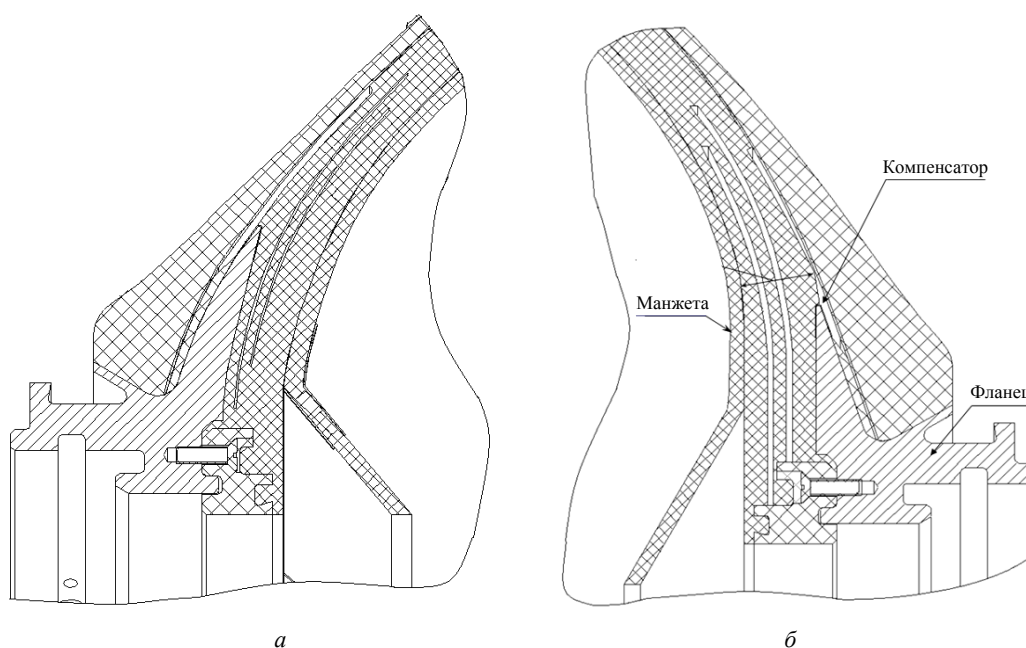 Компенсатор
Манжета
Фланец
а
б